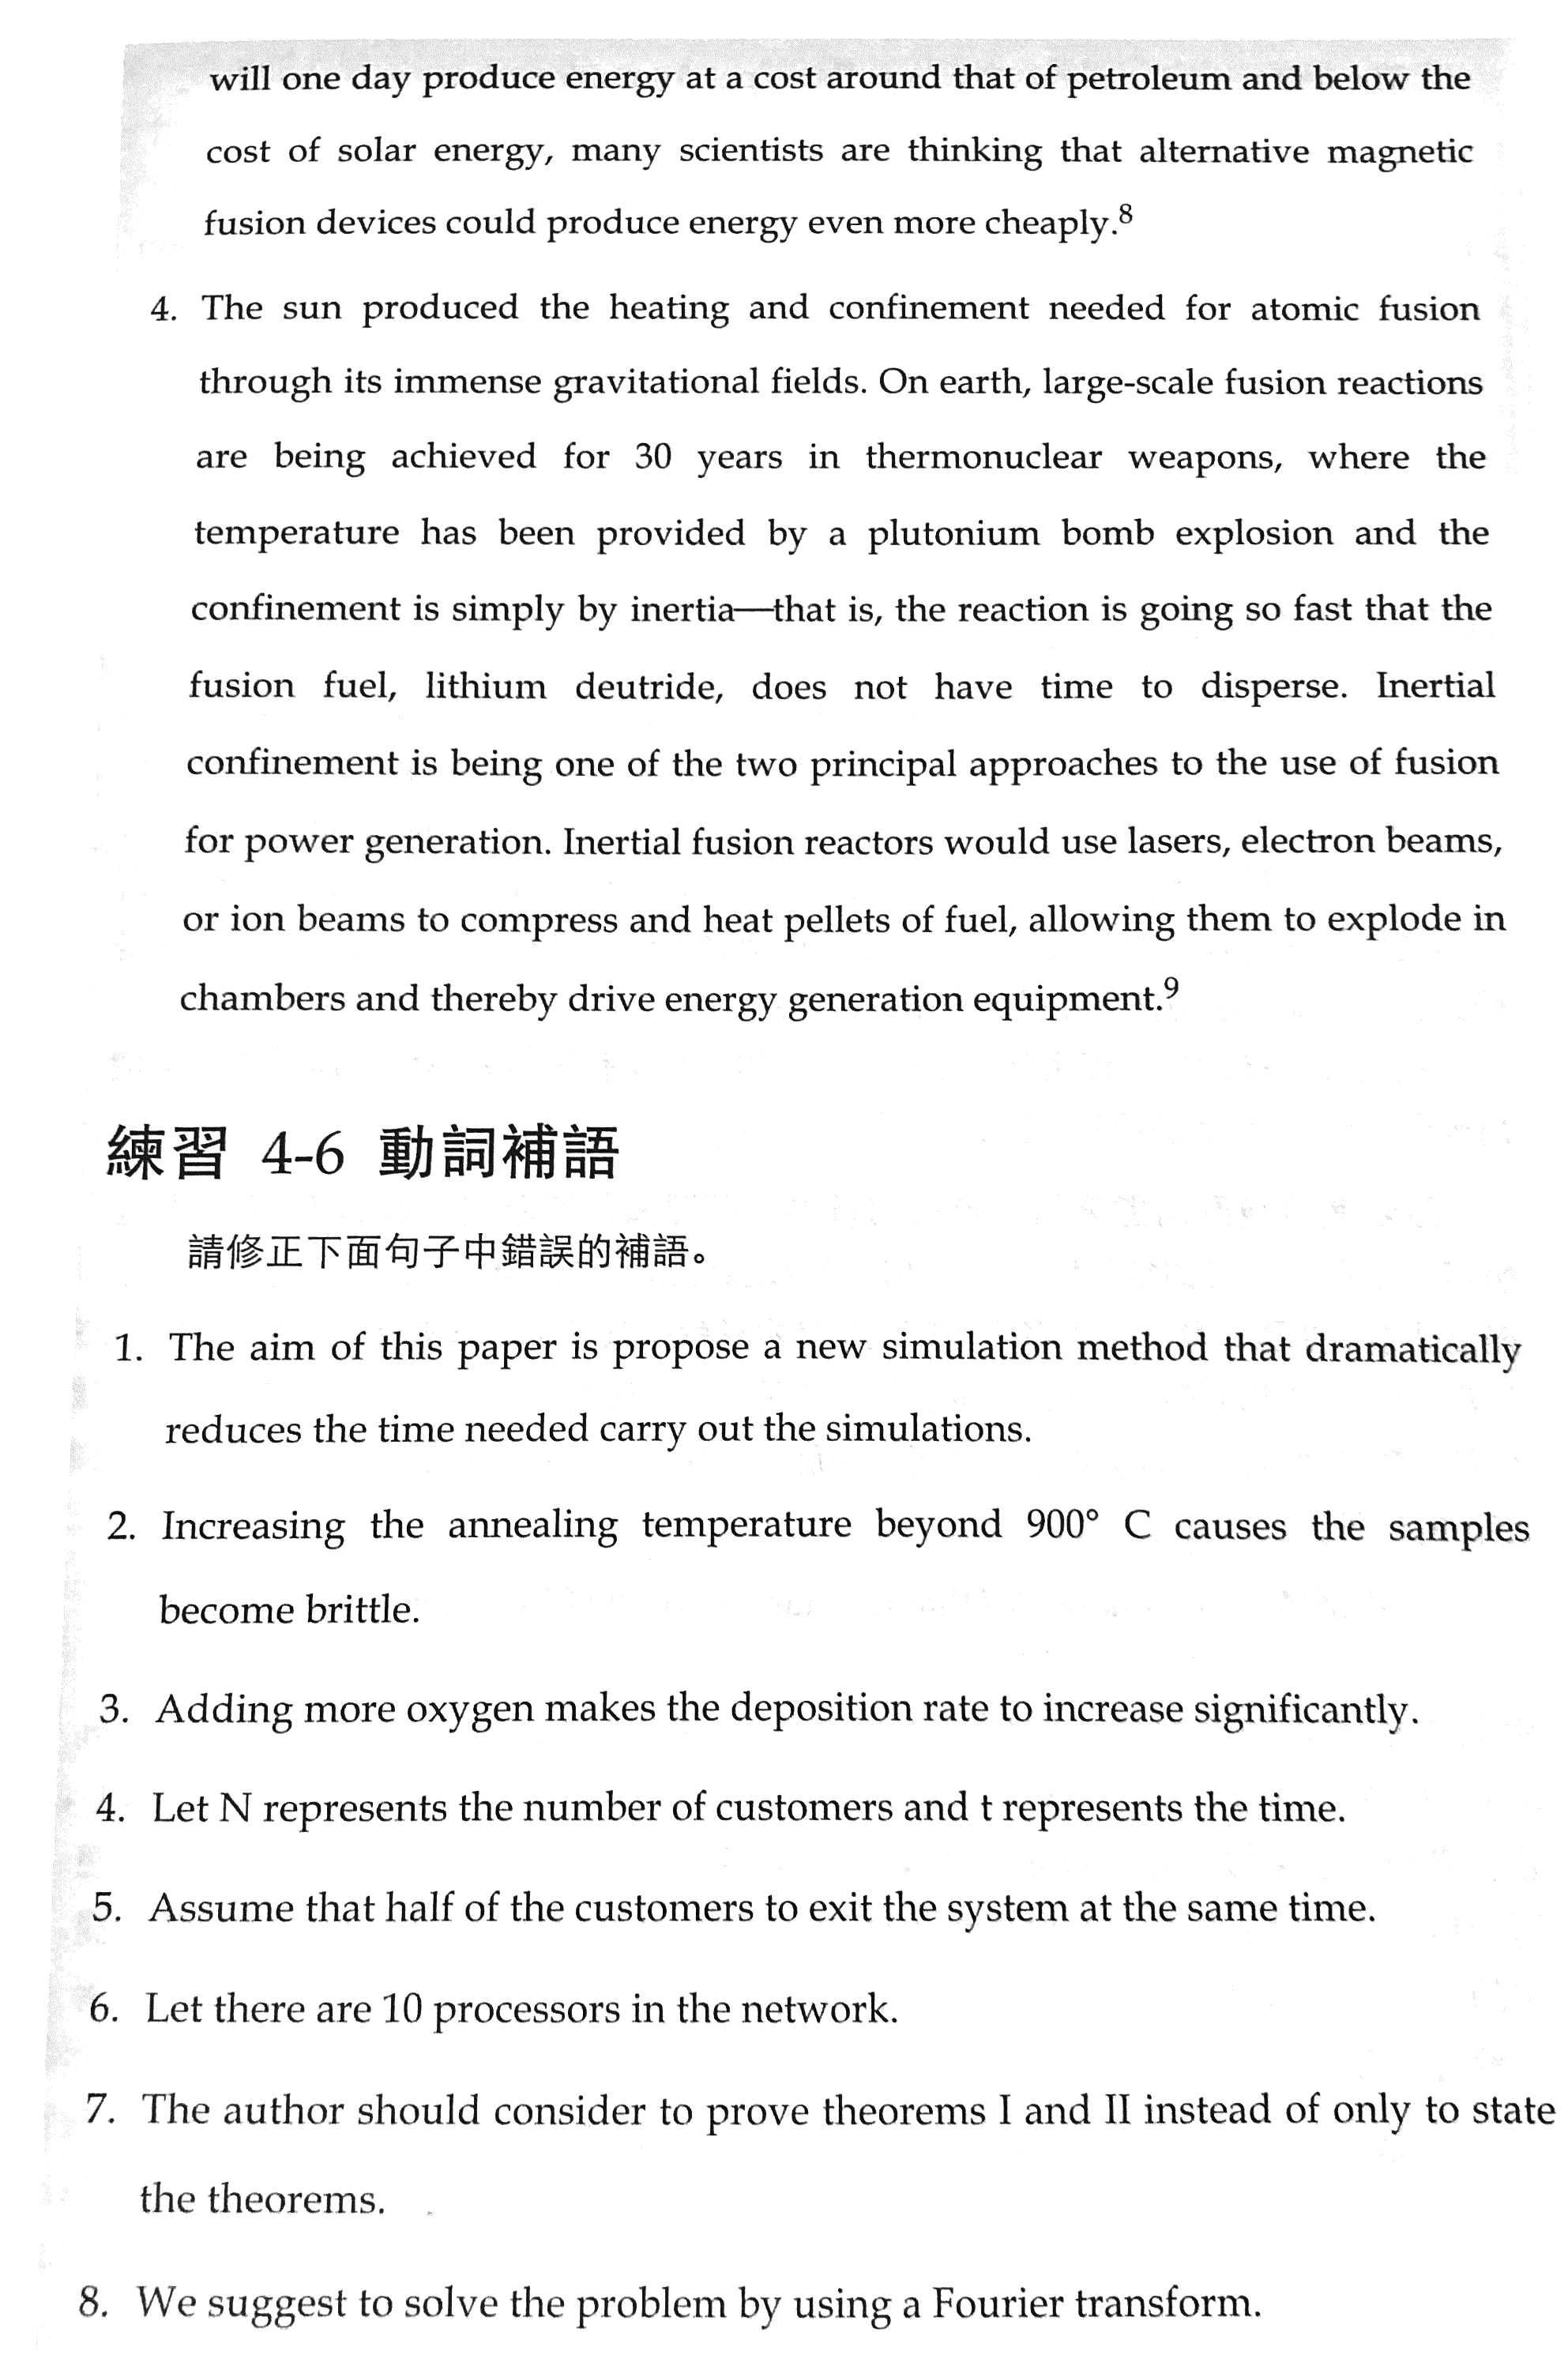 will one day produce energy at a cost around that of petroleum and below the
cost of solar energy, many scientists are thinking that alternative magnetic
fusion devices could produce energy even more cheaply.⁸
4. The sun produced the heating and confinement needed for atomic fusion
through its immense gravitational fields. On earth, large-scale fusion reactions
are being achieved for 30 years in thermonuclear weapons, where the
temperature has been provided by a plutonium bomb explosion and the
confinement is simply by inertia—that is, the reaction is going so fast that the
fusion fuel, lithium deutride, does not have time to disperse. Inertial
confinement is being one of the two principal approaches to the use of fusion
for power generation. Inertial fusion reactors would use lasers, electron beams,
or ion beams to compress and heat pellets of fuel, allowing them to explode in
chambers and thereby drive energy generation equipment.⁹
練習 4-6 動詞補語
請修正下面句子中錯誤的補語。
1. The aim of this paper is propose a new simulation method that dramatically
reduces the time needed carry out the simulations.
2. Increasing the annealing temperature beyond 900° C causes the samples
become brittle.
3. Adding more oxygen makes the deposition rate to increase significantly.
4. Let N represents the number of customers and t represents the time.
5. Assume that half of the customers to exit the system at the same time.
6. Let there are 10 processors in the network.
7. The author should consider to prove theorems I and II instead of only to state
the theorems.
8. We suggest to solve the problem by using a Fourier transform.